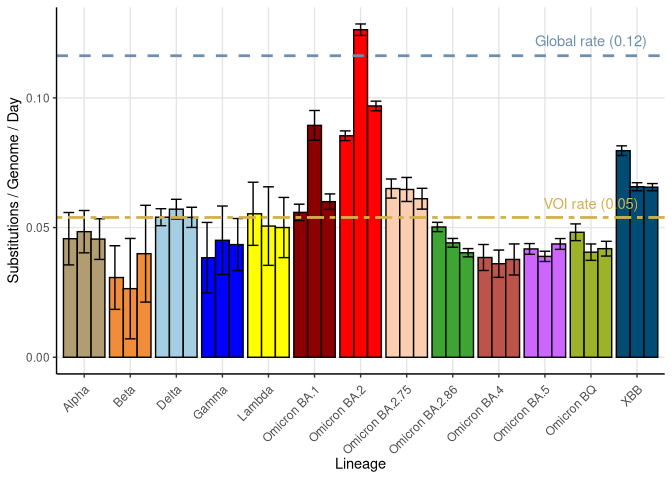 Substitutions / Genome / Day
0.10
0.05
0.00
Global rate (0.12)
VOI rate (0.05)
Alpha
Beta
Delta
Gamma
Lambda
Omicron BA.1
Omicron BA.2
Omicron BA.2.75
Omicron BA.2.86
Omicron BA.4
Omicron BA.5
Omicron BQ
XBB
Lineage